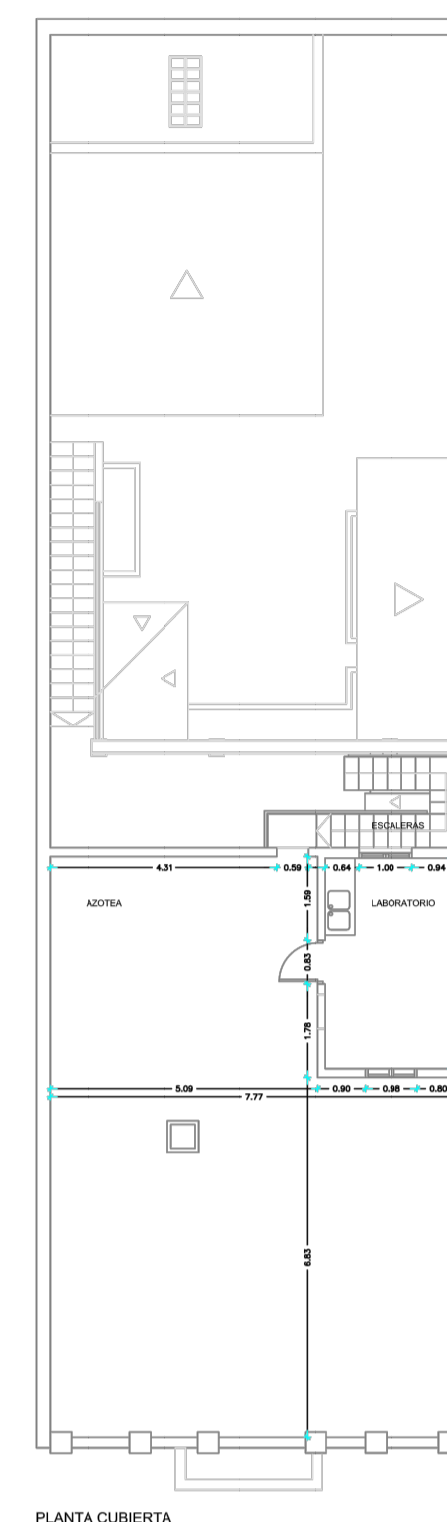 ESCALERAS
4.31 0.59 0.64 1.00 0.94
1.59
AZOTEA
LABORATORIO
0.83
1.78
5.09 0.90 0.98 0.80
7.77
6.83
PLANTA CUBIERTA